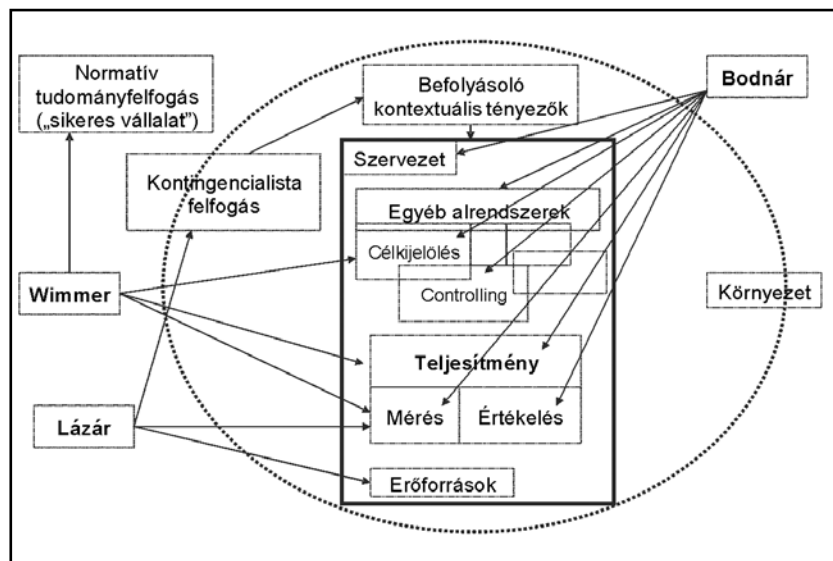 Normatív
tudományfelfogás
(„sikeres vállalat”)
Befolyásoló
kontextuális tényezők
Bodnár
Kontingencialista
felfogás
Szervezet
Egyéb alrendszerek
Célkijelölés
Controlling
Wimmer
Környezet
Teljesítmény
Mérés
Értékelés
Lázár
Erőforrások